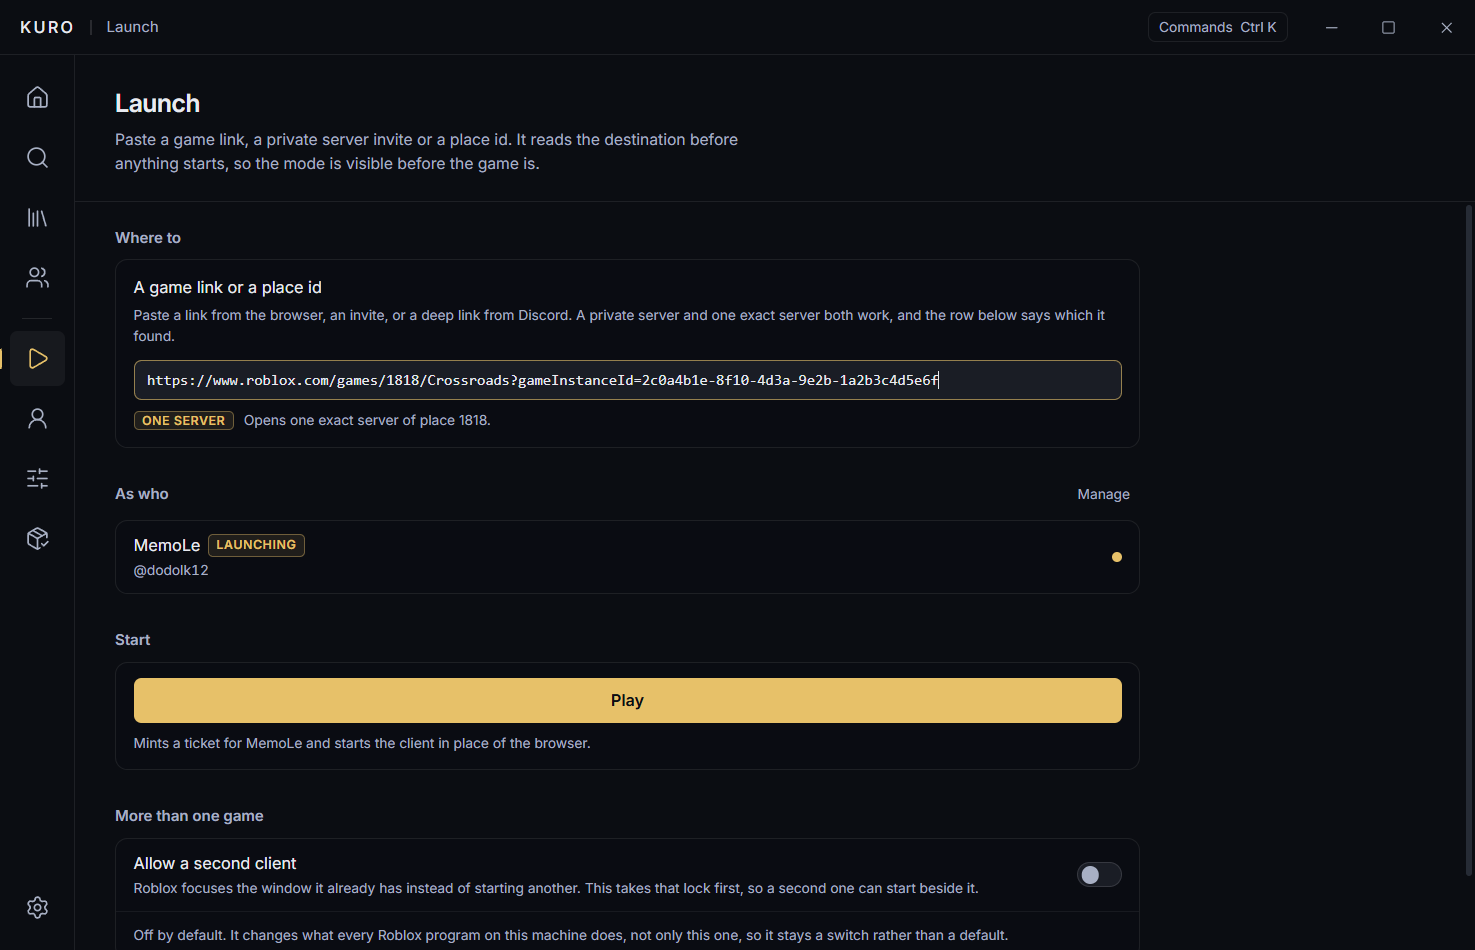 KURO | Launch
Commands Ctrl K
Launch
Paste a game link, a private server invite or a place id. It reads the destination before
anything starts, so the mode is visible before the game is.
Where to
A game link or a place id
Paste a link from the browser, an invite, or a deep link from Discord. A private server and one exact server both work, and the row below says which it
found.
https://www.roblox.com/games/1818/Crossroads?gameInstanceId=2c0a4b1e-8f10-4d3a-9e2b-1a2b3c4d5e6f
ONE SERVER Opens one exact server of place 1818.
As who
Manage
MemoLe LAUNCHING
@dodolk12
Start
Play
Mints a ticket for MemoLe and starts the client in place of the browser.
More than one game
Allow a second client
Roblox focuses the window it already has instead of starting another. This takes that lock first, so a second one can start beside it.
Off by default. It changes what every Roblox program on this machine does, not only this one, so it stays a switch rather than a default.